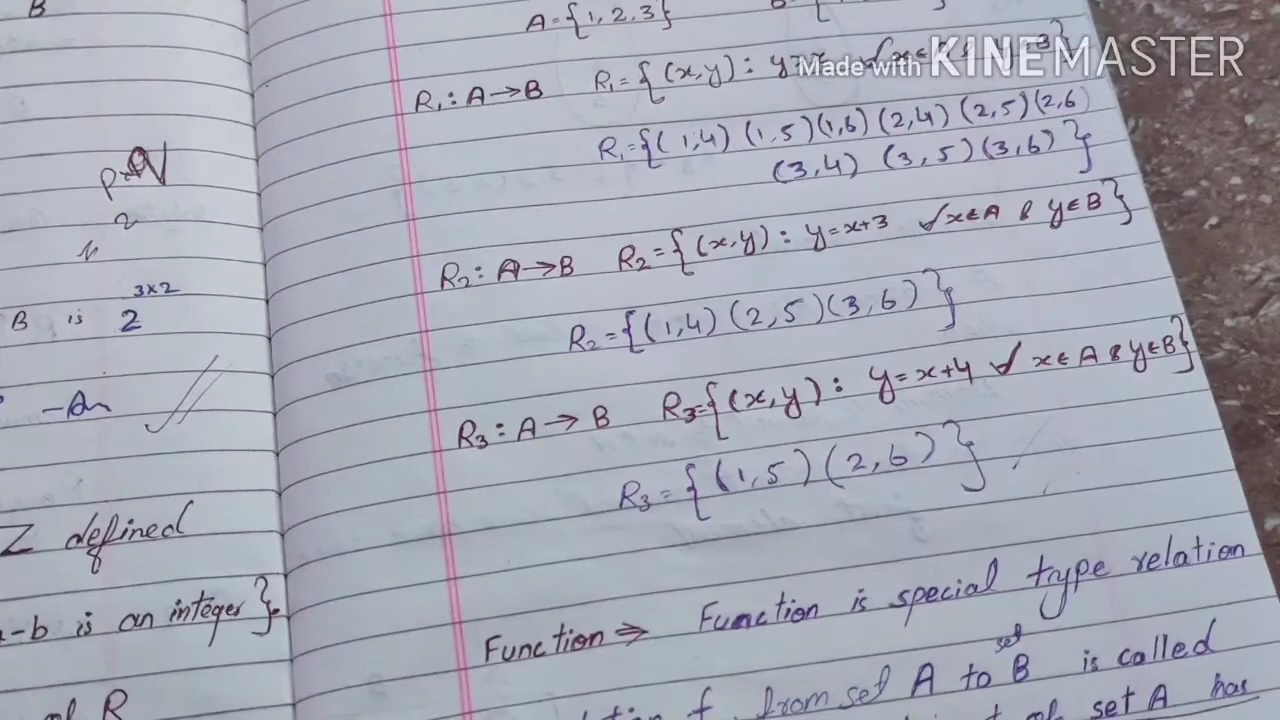 B
3×2
B is 2
Z defined
a-b is an integer }.
of R
A={1,2,3}
Made with KINEMASTER
R₁: A→B R₁={(x,y): y>x ∀x∈A & y∈B}
R₁={(1,4) (1,5)(1,6)(2,4)(2,5)(2,6)
(3,4) (3,5)(3,6)}
R₂: A→B R₂={(x,y): y=x+3 ∀x∈A & y∈B}
R₂={(1,4)(2,5)(3,6)}
R₃: A→B R₃={(x,y): y=x+4 ∀ x∈A & y∈B}
R₃={(1,5)(2,6)}
Function ⇒ Function is special type relation
f from set A to set B is called
of set A has